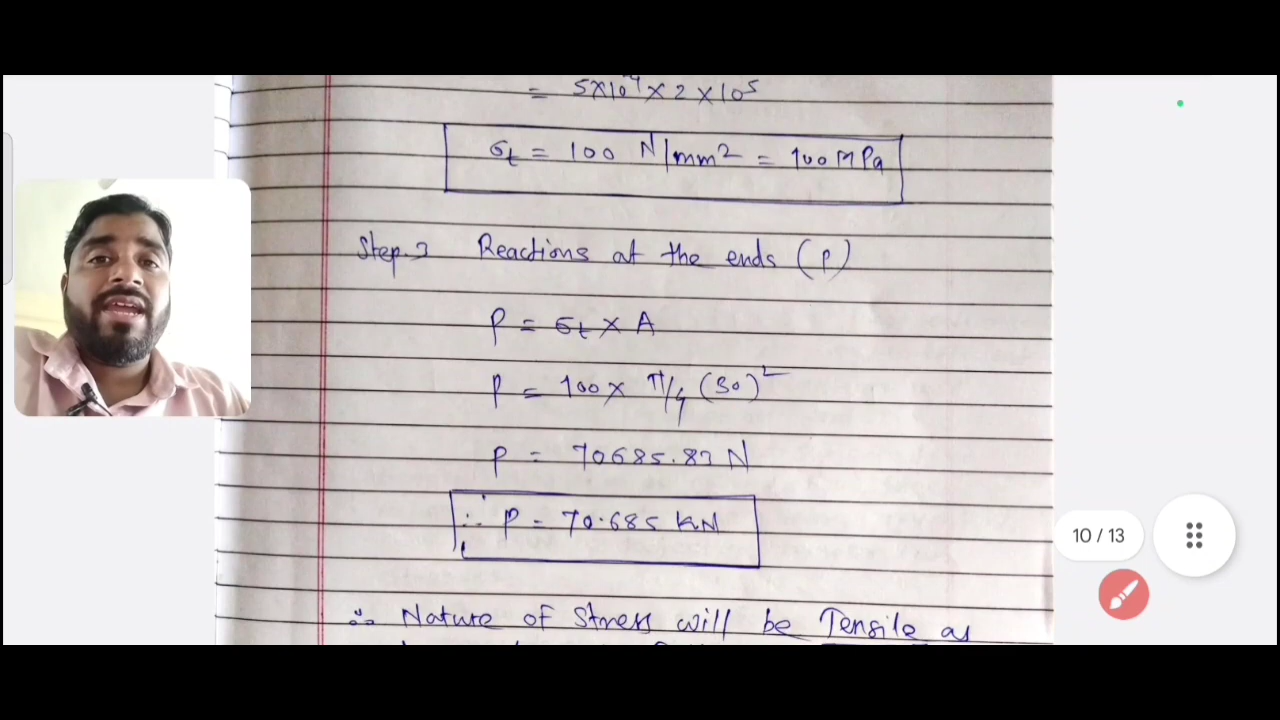 = 5×10⁻⁴ × 2 × 10⁵
σt = 100 N/mm² = 100 MPa
Step.3 Reactions at the ends (P)
P = σt × A
P = 100 × π/4 (30)²
P = 70685.83 N
∴ P = 70.685 KN
∴ Nature of Stress will be Tensile as
10 / 13